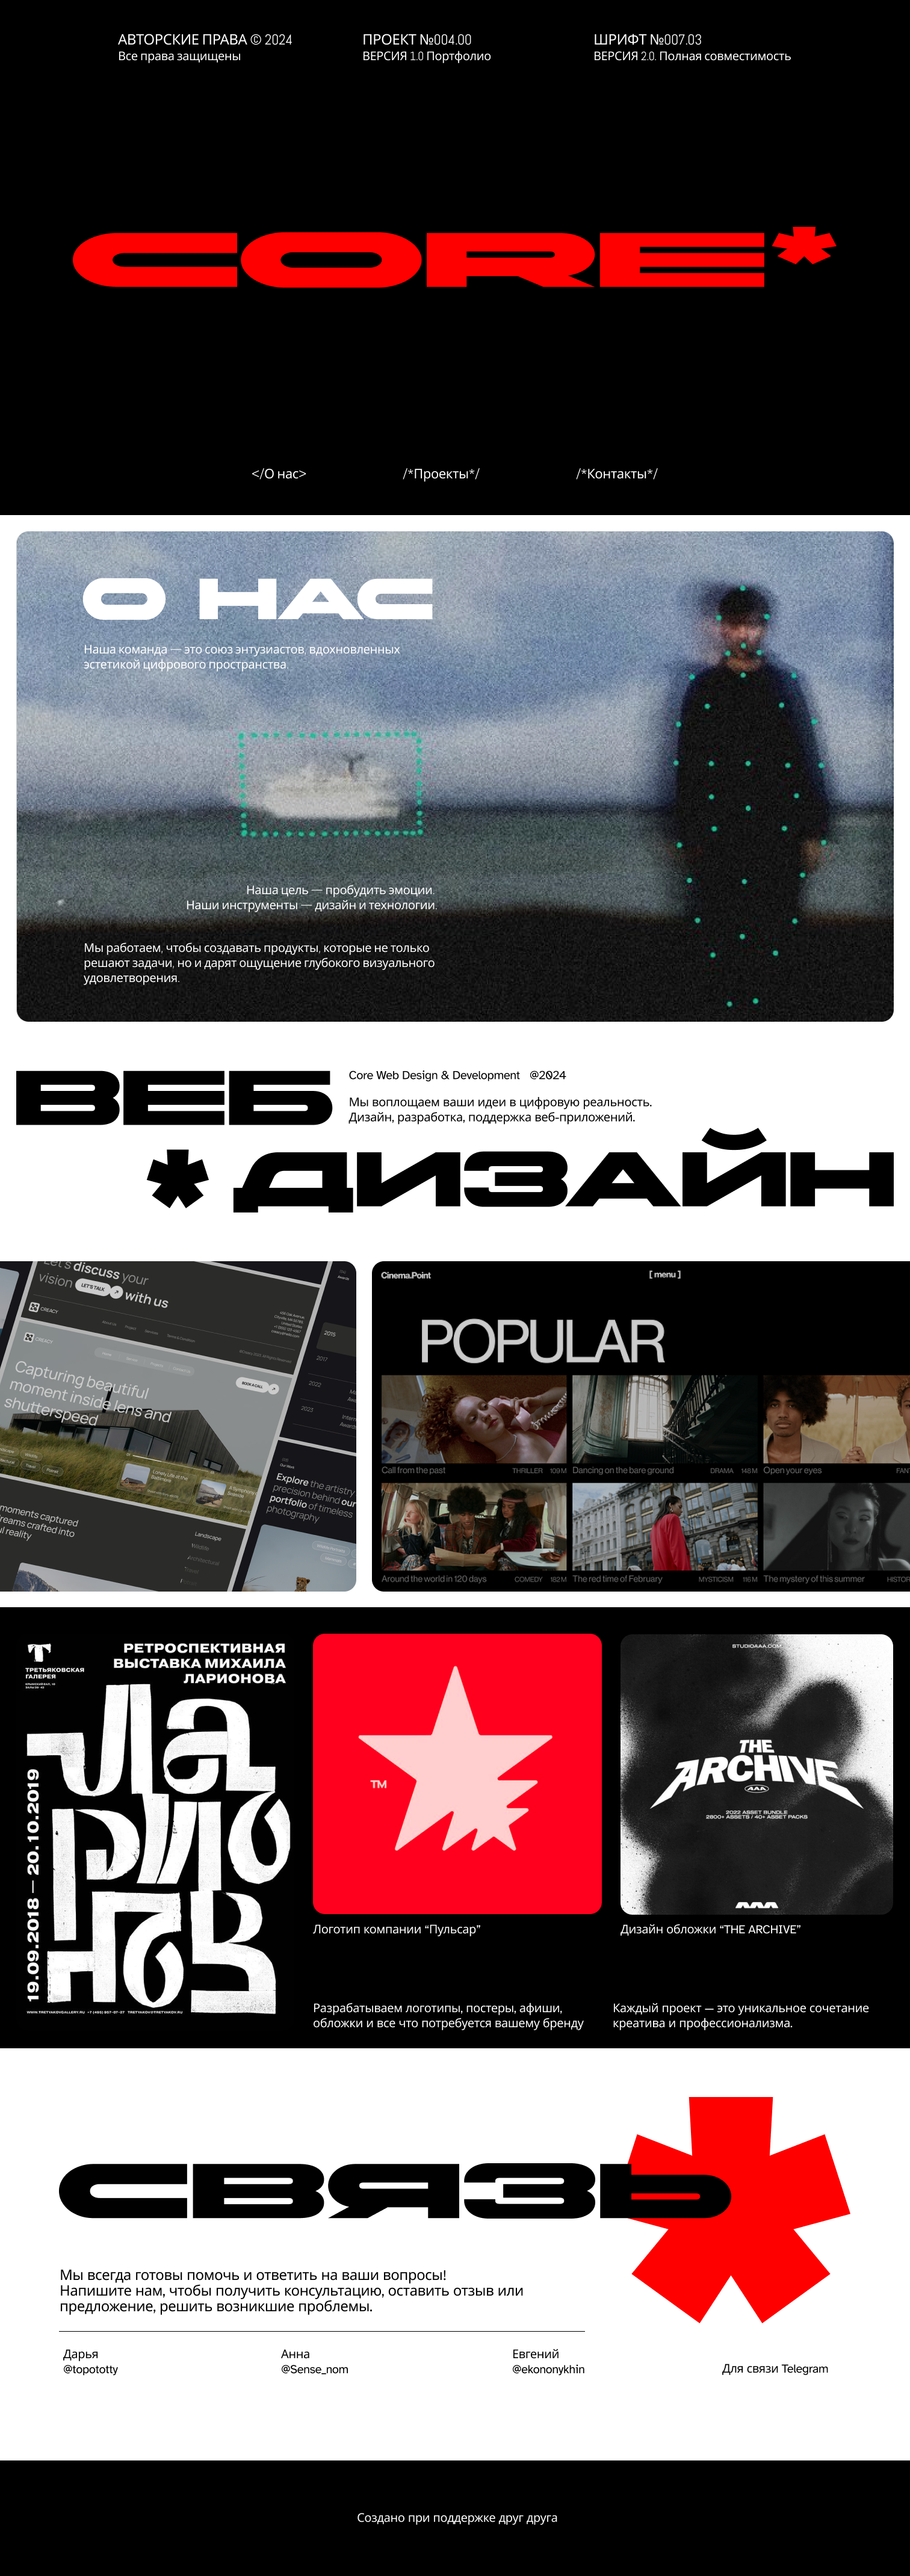 АВТОРСКИЕ ПРАВА © 2024
Все права защищены
ПРОЕКТ №004.00
ВЕРСИЯ 1.0 Портфолио
ШРИФТ №007.03
ВЕРСИЯ 2.0. Полная совместимость
CORE*
</О нас>
/*Проекты*/
/*Контакты*/
О НАС
Наша команда — это союз энтузиастов, вдохновленных
эстетикой цифрового пространства.
Наша цель — пробудить эмоции.
Наши инструменты — дизайн и технологии.
Мы работаем, чтобы создавать продукты, которые не только
решают задачи, но и дарят ощущение глубокого визуального
удовлетворения.
ВЕБ
Core Web Design & Development @2024
Мы воплощаем ваши идеи в цифровую реальность.
Дизайн, разработка, поддержка веб-приложений.
* ДИЗАЙН
Let's discuss your
vision LET'S TALK with us
CREACY
CREACY
BOOK A CALL
Capturing beautiful
moment inside lens and
shutterspeed
moments captured
dreams crafted into
reality
Landscape
2015
2017
2022
2023
Explore the artistry
precision behind our
portfolio of timeless
photography
Cinema.Point
[ menu ]
POPULAR
Call from the past THRILLER 109 M
Dancing on the bare ground DRAMA 148 M
Open your eyes
Around the world in 120 days COMEDY 182 M
The red time of February MYSTICISM 116 M
The mystery of this summer
ТРЕТЬЯКОВСКАЯ
ГАЛЕРЕЯ
РЕТРОСПЕКТИВНАЯ
ВЫСТАВКА МИХАИЛА
ЛАРИОНОВА
Ларионов
19.09.2018 — 20.10.2019
TM
Логотип компании “Пульсар”
STUDIOAAA.COM
THE
ARCHIVE
AAA
2022 ASSET BUNDLE
2800+ ASSETS / 40+ ASSET PACKS
AAA
Дизайн обложки “THE ARCHIVE”
Разрабатываем логотипы, постеры, афиши,
обложки и все что потребуется вашему бренду
Каждый проект — это уникальное сочетание
креатива и профессионализма.
СВЯЗЬ
Мы всегда готовы помочь и ответить на ваши вопросы!
Напишите нам, чтобы получить консультацию, оставить отзыв или
предложение, решить возникшие проблемы.
Дарья
@topototty
Анна
@Sense_nom
Евгений
@ekononykhin
Для связи Telegram
Создано при поддержке друг друга